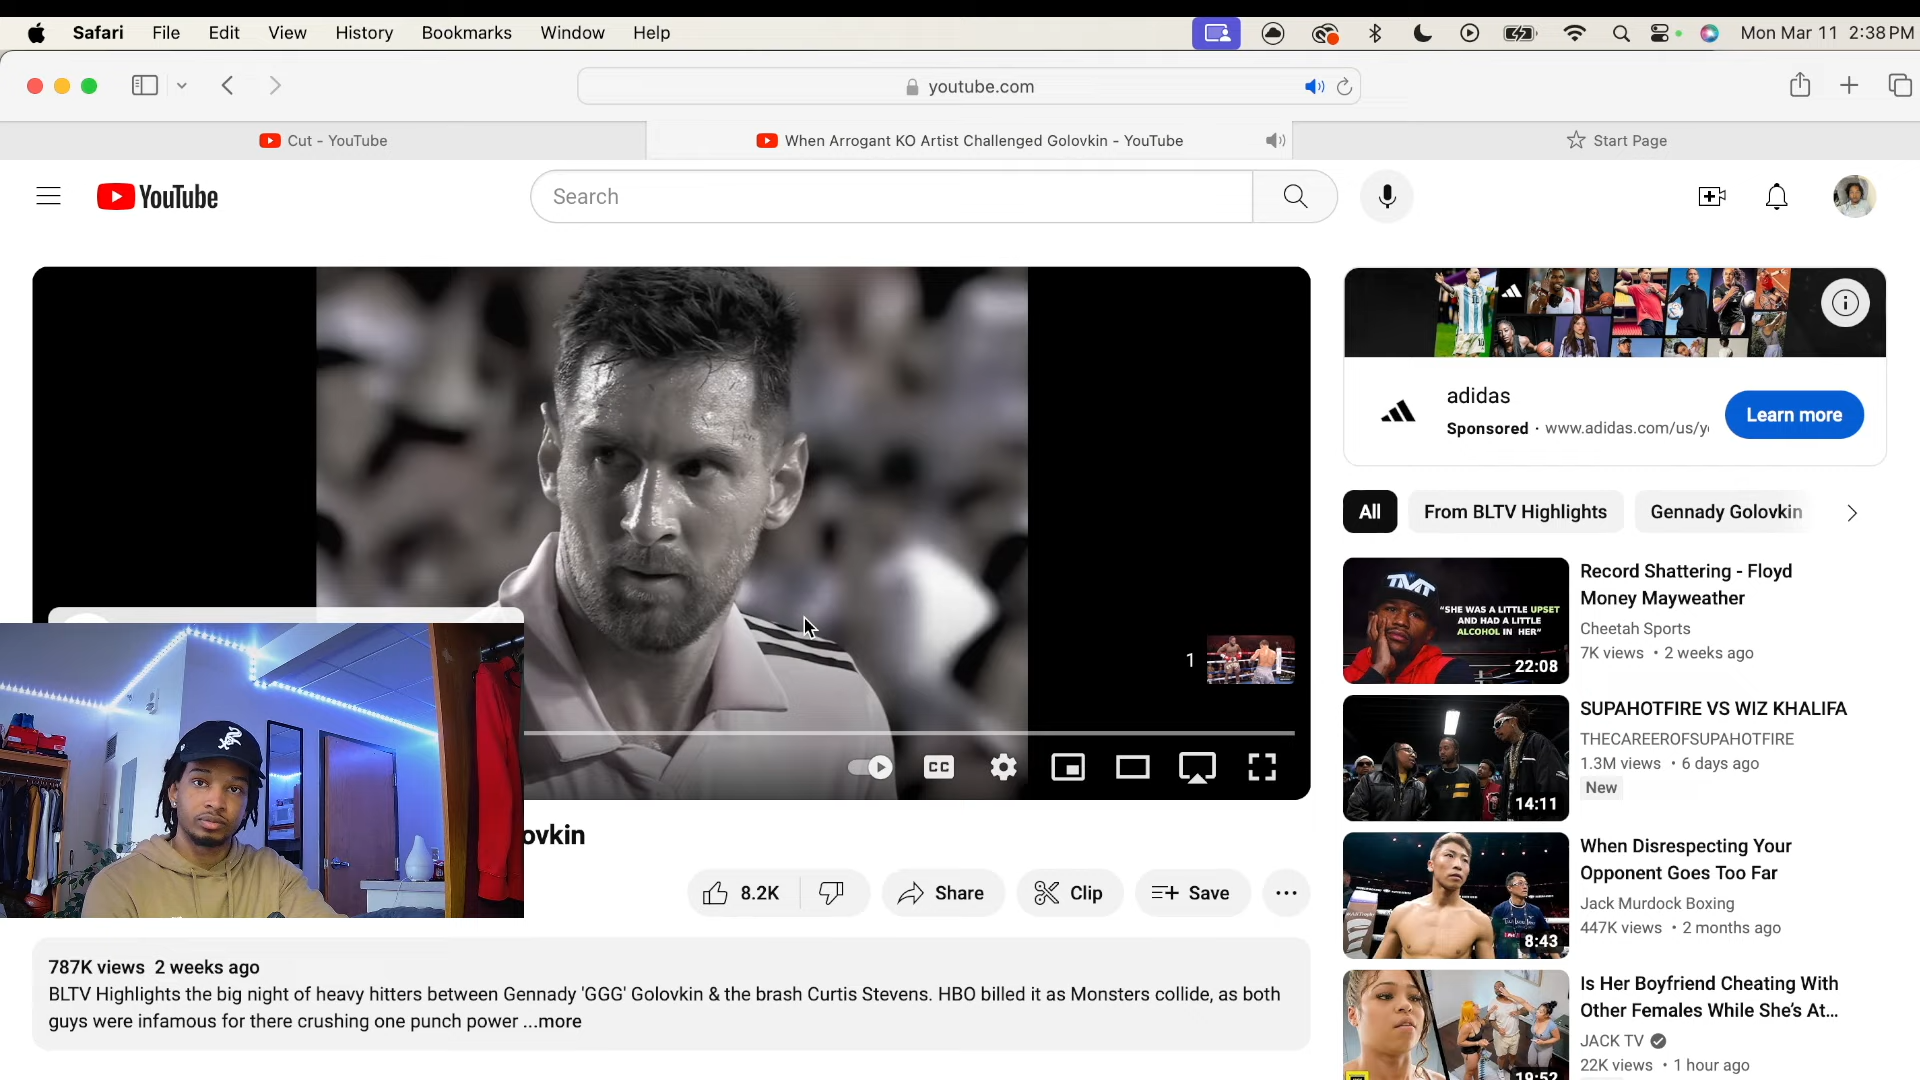 Safari File Edit View History Bookmarks Window Help Mon Mar 11 2:38 PM
youtube.com
Cut - YouTube
When Arrogant KO Artist Challenged Golovkin - YouTube
Start Page
YouTube
Search
adidas
Sponsored · www.adidas.com/us/y
Learn more
All
From BLTV Highlights
Gennady Golovkin
1
CC
TMT
"SHE WAS A LITTLE UPSET
AND HAD A LITTLE
ALCOHOL IN HER"
22:08
Record Shattering - Floyd
Money Mayweather
Cheetah Sports
7K views • 2 weeks ago
14:11
SUPAHOTFIRE VS WIZ KHALIFA
THECAREEROFSUPAHOTFIRE
1.3M views • 6 days ago
New
8:43
When Disrespecting Your
Opponent Goes Too Far
Jack Murdock Boxing
447K views • 2 months ago
19:52
Is Her Boyfriend Cheating With
Other Females While She's At...
JACK TV
22K views • 1 hour ago
ovkin
8.2K
Share
Clip
Save
787K views 2 weeks ago
BLTV Highlights the big night of heavy hitters between Gennady 'GGG' Golovkin & the brash Curtis Stevens. HBO billed it as Monsters collide, as both
guys were infamous for there crushing one punch power ...more